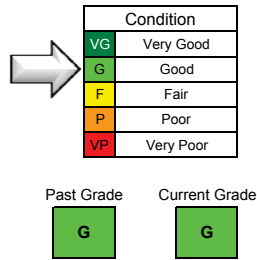 Condition
VG Very Good
G Good
F Fair
P Poor
VP Very Poor
Past Grade Current Grade
G G